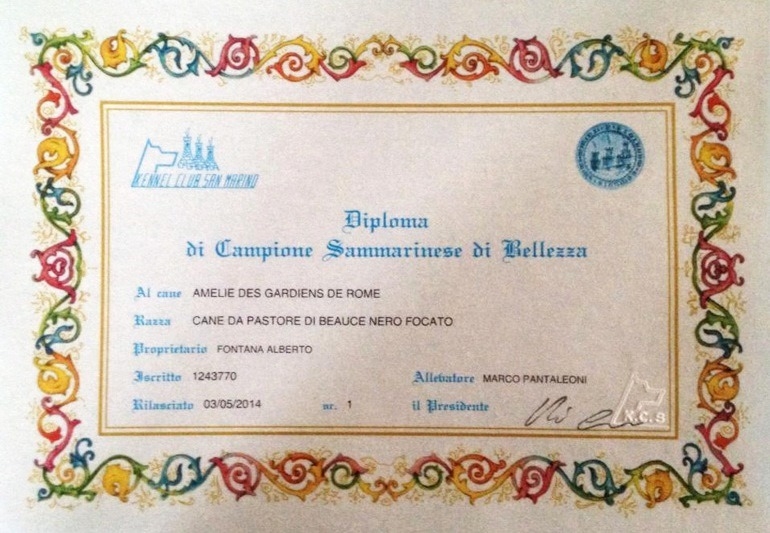 KENNEL CLUB SAN MARINO
Diploma
di Campione Sammarinese di Bellezza
Al cane AMELIE DES GARDIENS DE ROME
Razza CANE DA PASTORE DI BEAUCE NERO FOCATO
Proprietario FONTANA ALBERTO
Iscritto 1243770 Allevatore MARCO PANTALEONI
Rilasciato 03/05/2014 nr. 1 il Presidente
K.C.S